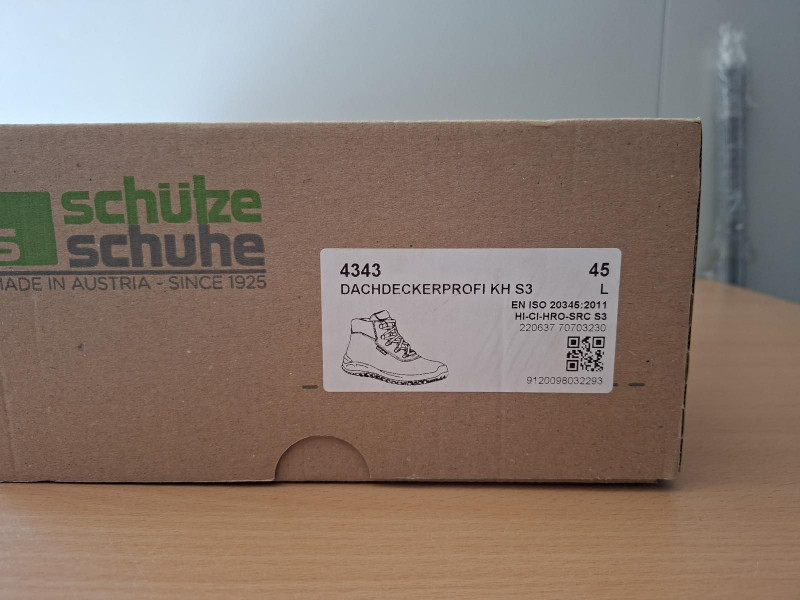 s
schütze
schuhe
MADE IN AUSTRIA - SINCE 1925
4343 45
DACHDECKERPROFI KH S3 L
EN ISO 20345:2011
HI-CI-HRO-SRC S3
220637 70703230
9120098032293